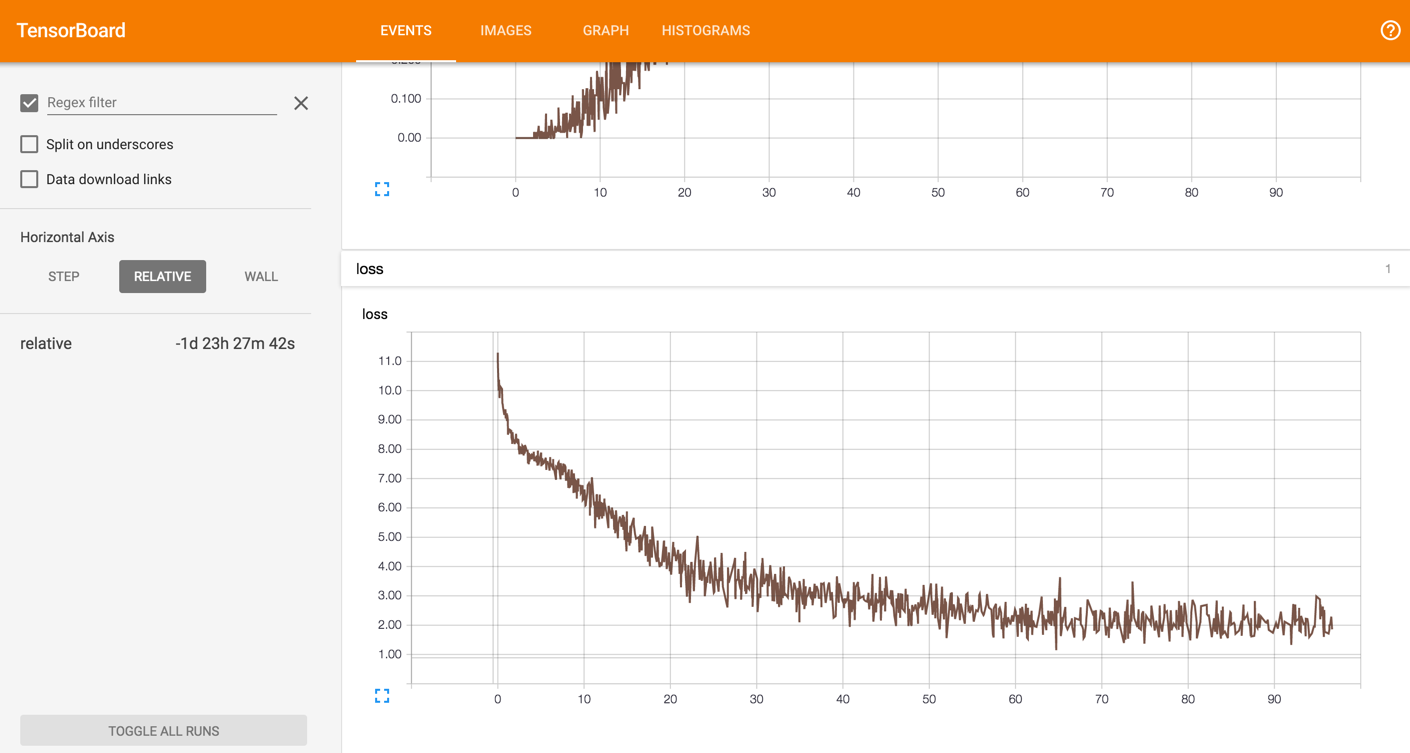 TensorBoard
EVENTS IMAGES GRAPH HISTOGRAMS
Regex filter
Split on underscores
Data download links
Horizontal Axis
STEP RELATIVE WALL
relative -1d 23h 27m 42s
TOGGLE ALL RUNS
0.100
0.00
0 10 20 30 40 50 60 70 80 90
loss 1
loss
11.0
10.0
9.00
8.00
7.00
6.00
5.00
4.00
3.00
2.00
1.00
0 10 20 30 40 50 60 70 80 90